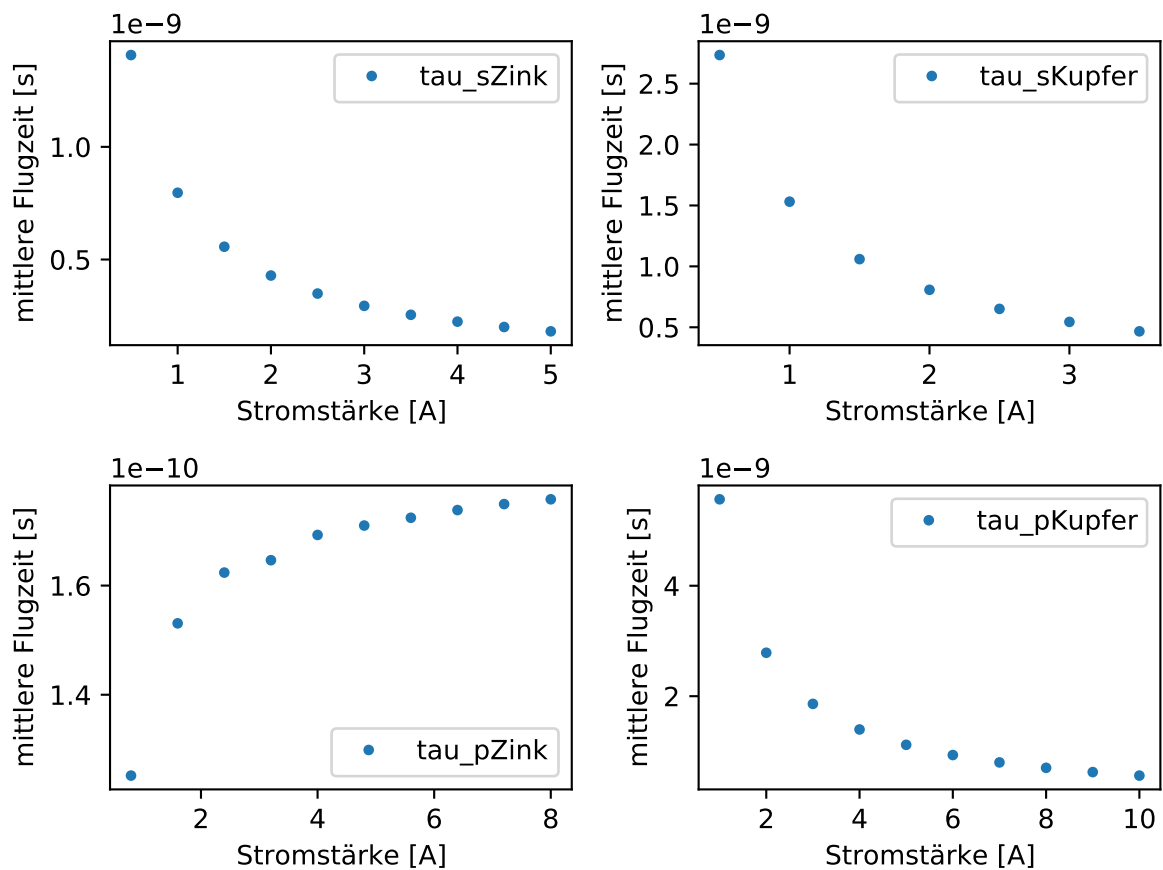 1e−9
mittlere Flugzeit [s]
1.0
0.5
tau_sZink
1 2 3 4 5
Stromstärke [A]
1e−9
mittlere Flugzeit [s]
2.5
2.0
1.5
1.0
0.5
tau_sKupfer
1 2 3
Stromstärke [A]
1e−10
mittlere Flugzeit [s]
1.6
1.4
tau_pZink
2 4 6 8
Stromstärke [A]
1e−9
mittlere Flugzeit [s]
4
2
tau_pKupfer
2 4 6 8 10
Stromstärke [A]